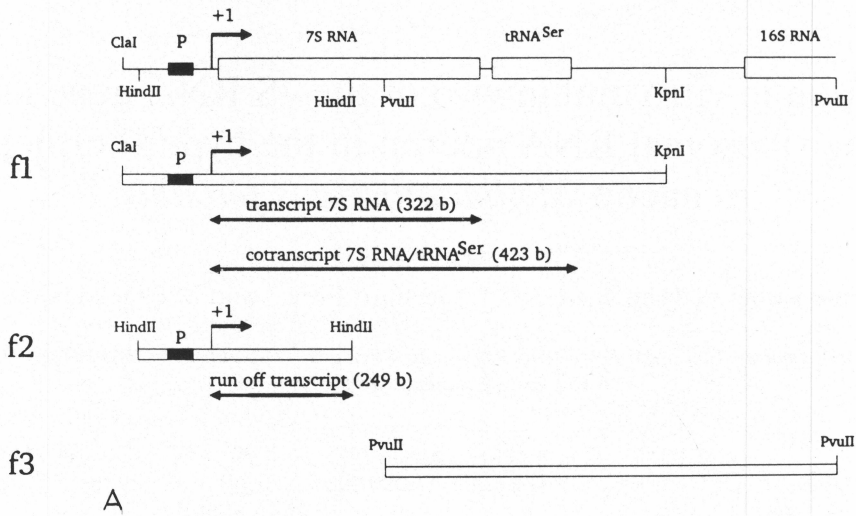 +1
ClaI P 7S RNA tRNA Ser 16S RNA
HindII HindII PvuII KpnI PvuII
f1 ClaI P +1 KpnI
transcript 7S RNA (322 b)
cotranscript 7S RNA/tRNA Ser (423 b)
f2 HindII P +1 HindII
run off transcript (249 b)
f3 PvuII PvuII
A